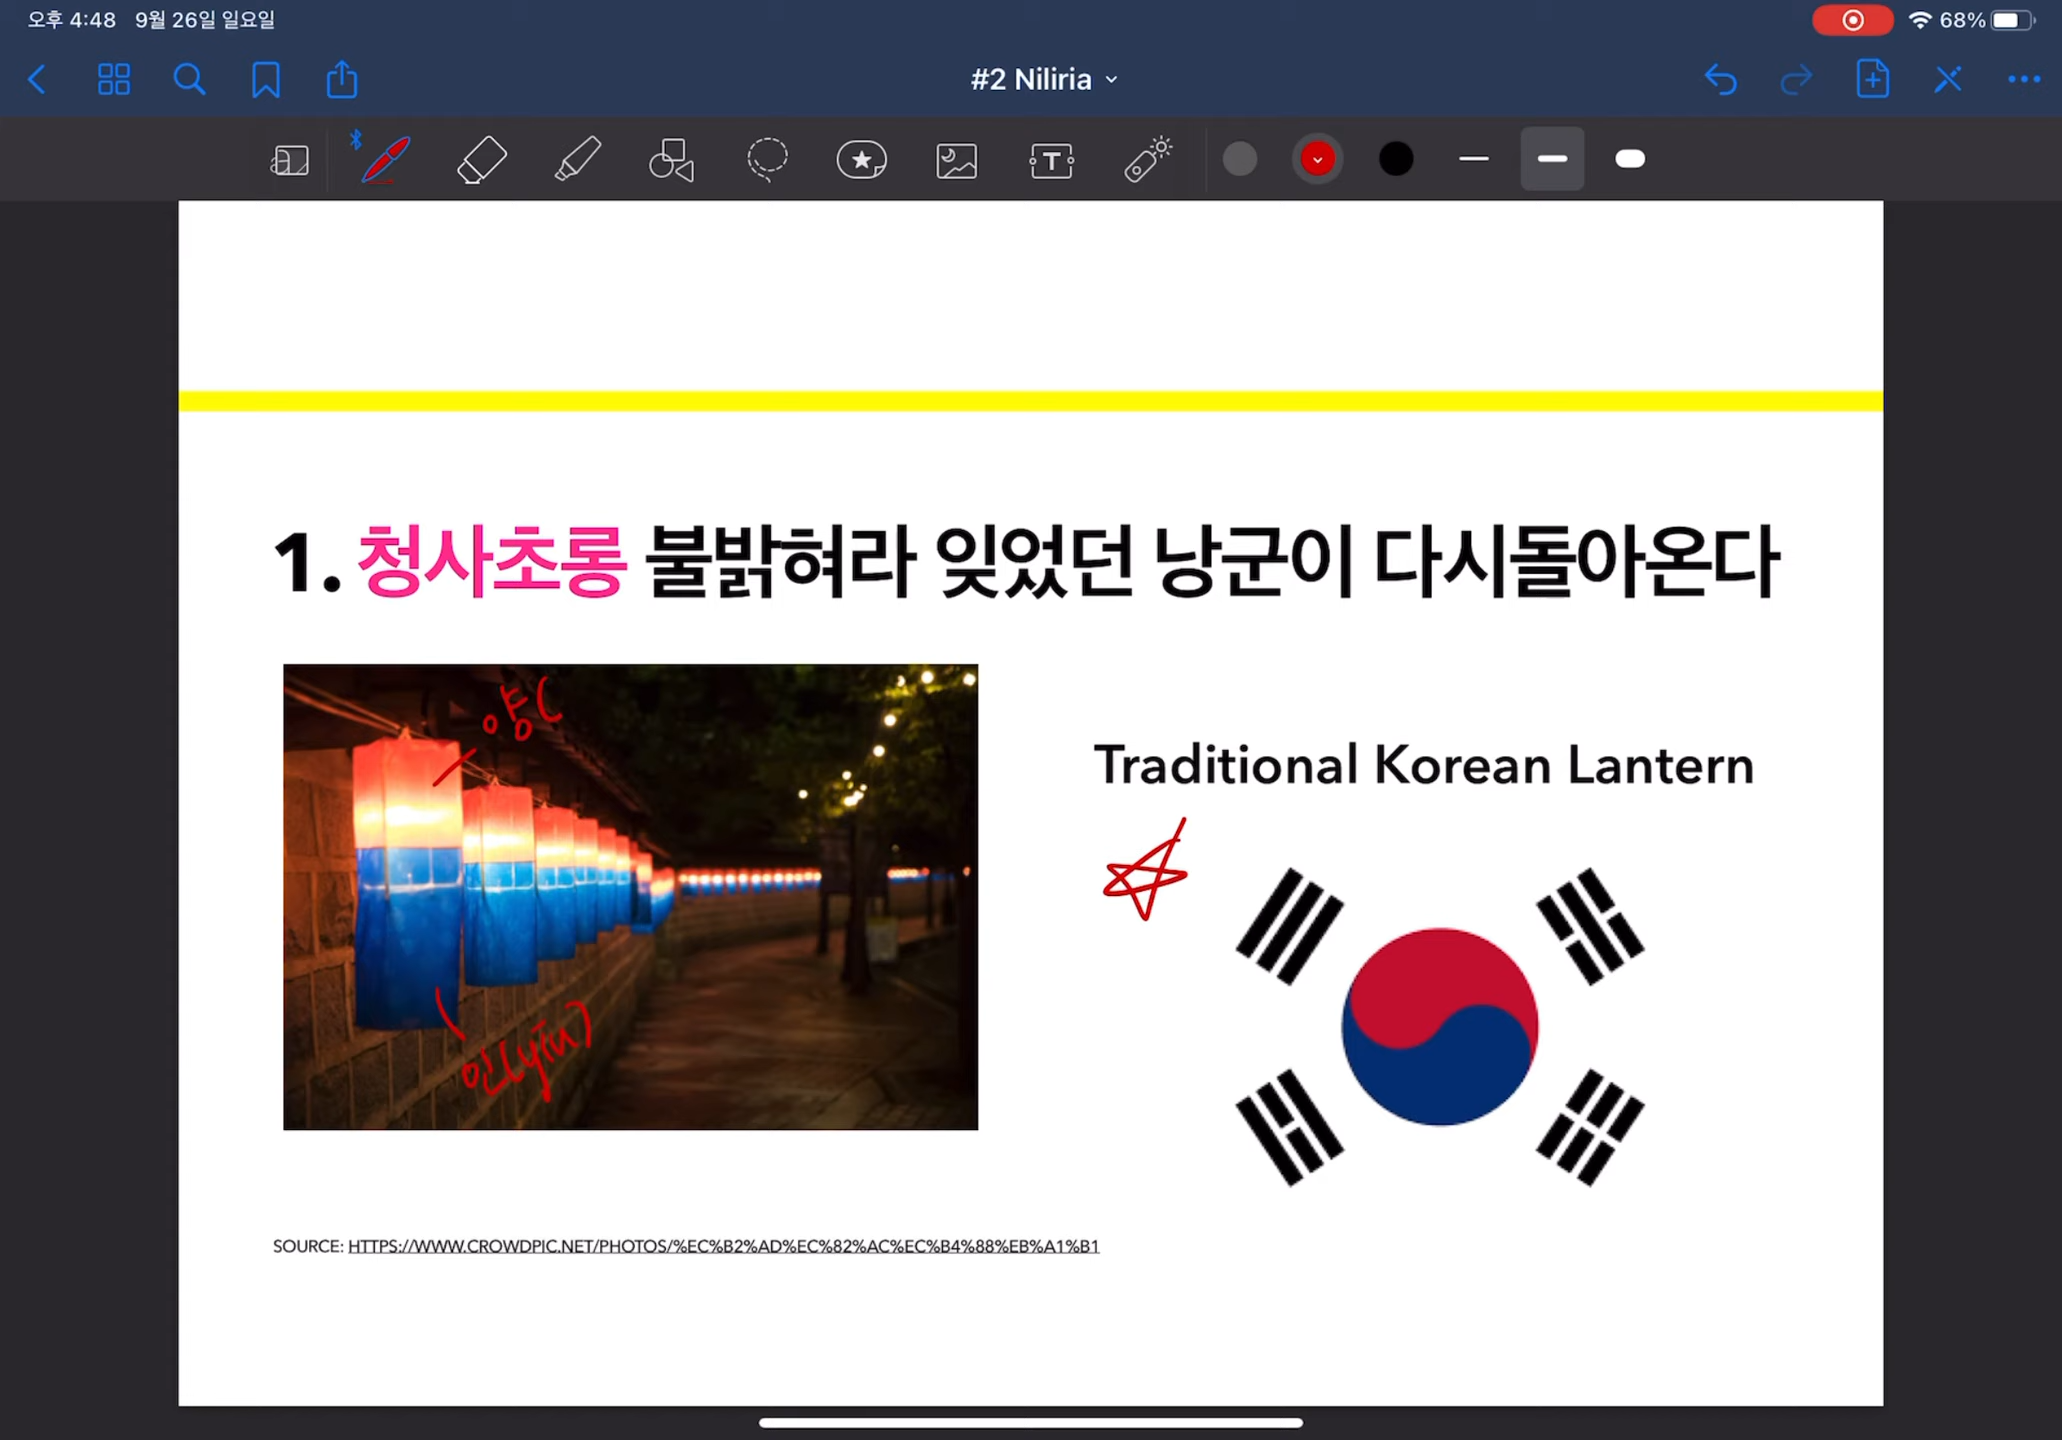 오후 4:48 9월 26일 일요일
68%
#2 Niliria
1. 청사초롱 불밝혀라 잊었던 낭군이 다시돌아온다
양(
Traditional Korean Lantern
인(yin)
SOURCE: HTTPS://WWW.CROWDPIC.NET/PHOTOS/%EC%B2%AD%EC%82%AC%EC%B4%88%EB%A1%B1